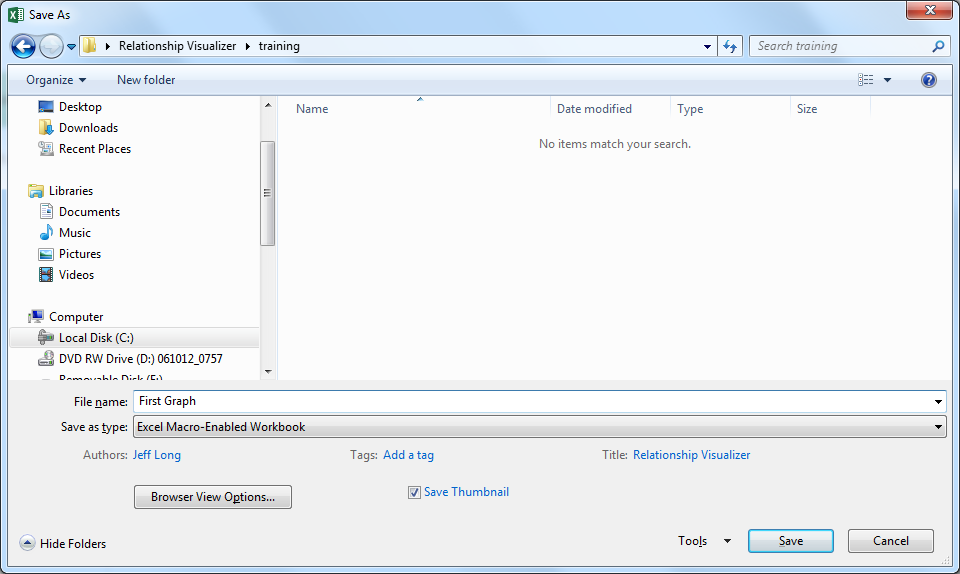 Save As
Relationship Visualizer training
Search training
Organize New folder
Name Date modified Type Size
No items match your search.
Desktop
Downloads
Recent Places
Libraries
Documents
Music
Pictures
Videos
Computer
Local Disk (C:)
DVD RW Drive (D:) 061012_0757
Removable Disk (F:)
File name: First Graph
Save as type: Excel Macro-Enabled Workbook
Authors: Jeff Long Tags: Add a tag Title: Relationship Visualizer
Browser View Options... Save Thumbnail
Hide Folders Tools Save Cancel